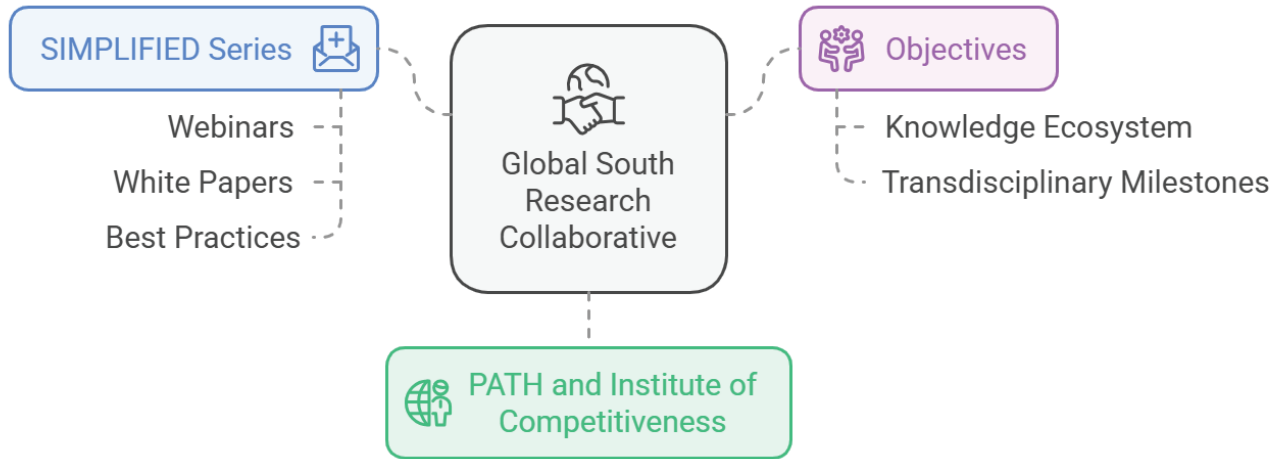 SIMPLIFIED Series
Webinars
White Papers
Best Practices
Global South
Research
Collaborative
Objectives
Knowledge Ecosystem
Transdisciplinary Milestones
PATH and Institute of
Competitiveness